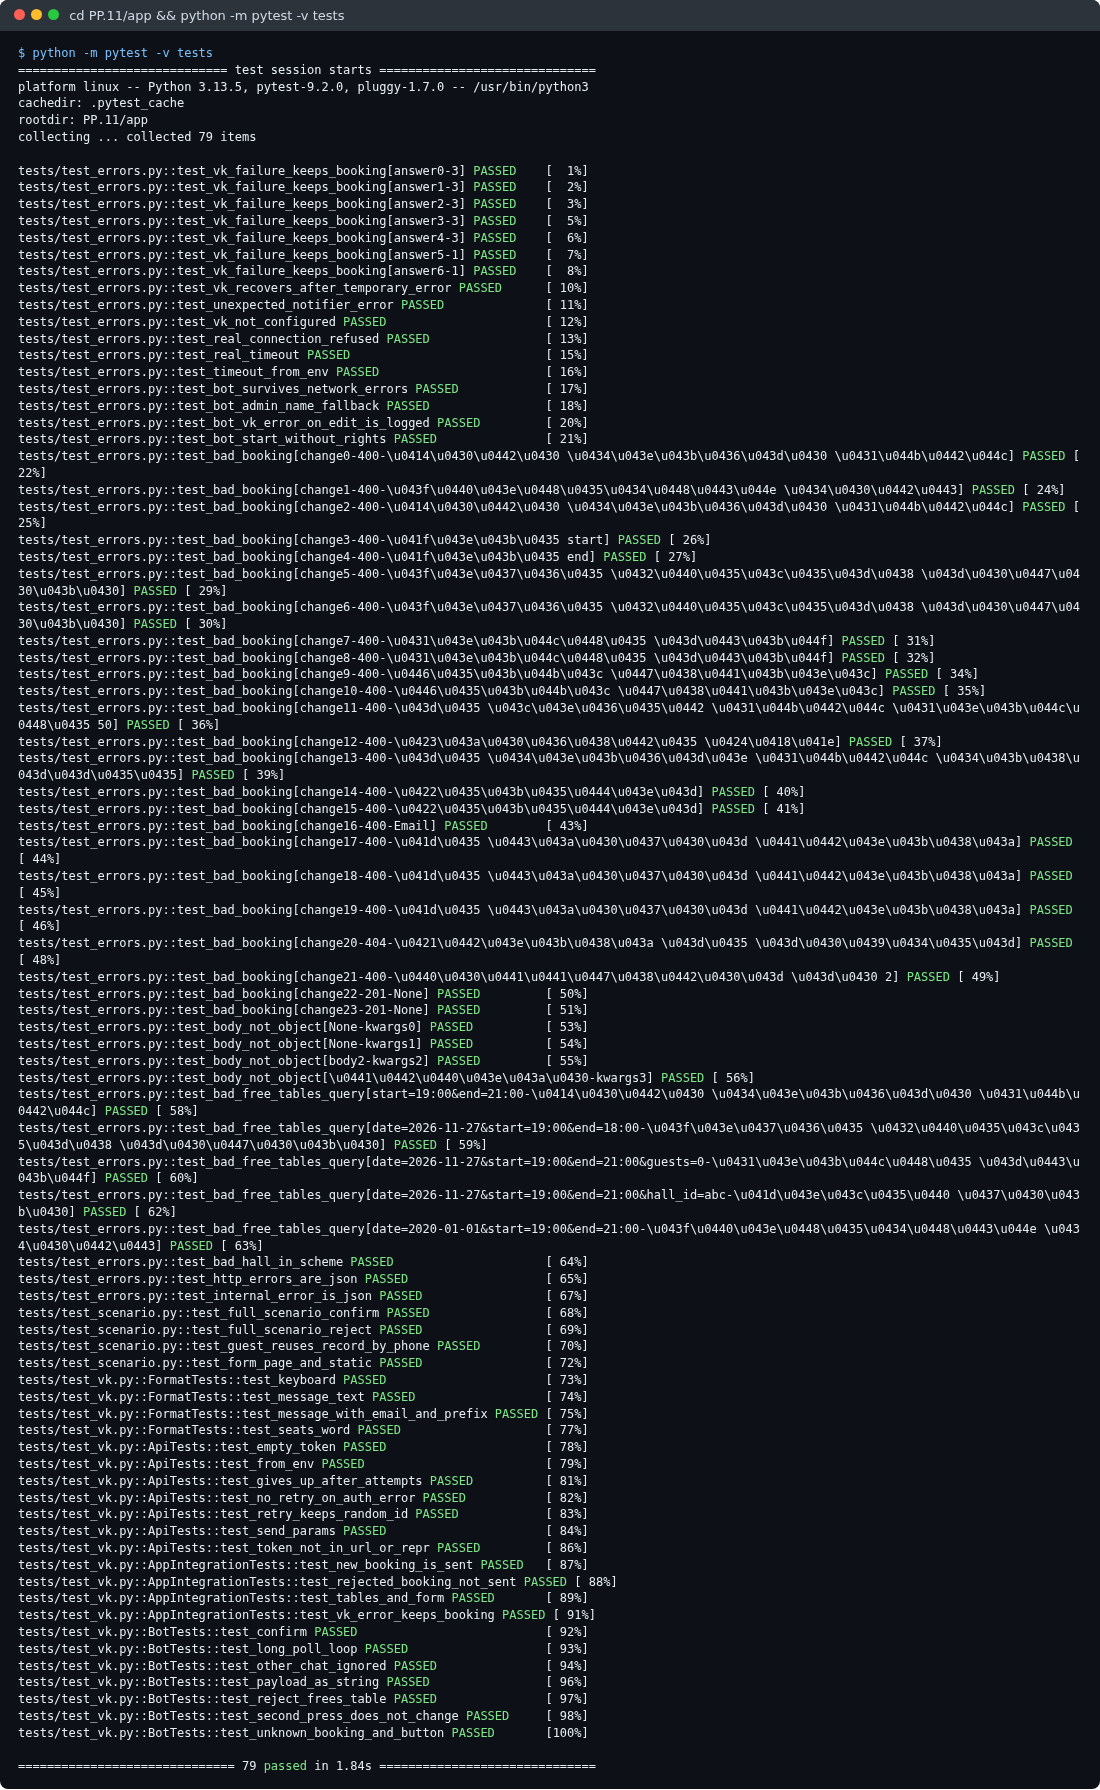 cd PP.11/app && python -m pytest -v tests
$ python -m pytest -v tests
============================= test session starts ==============================
platform linux -- Python 3.13.5, pytest-9.2.0, pluggy-1.7.0 -- /usr/bin/python3
cachedir: .pytest_cache
rootdir: PP.11/app
collecting ... collected 79 items
tests/test_errors.py::test_vk_failure_keeps_booking[answer0-3] PASSED    [  1%]
tests/test_errors.py::test_vk_failure_keeps_booking[answer1-3] PASSED    [  2%]
tests/test_errors.py::test_vk_failure_keeps_booking[answer2-3] PASSED    [  3%]
tests/test_errors.py::test_vk_failure_keeps_booking[answer3-3] PASSED    [  5%]
tests/test_errors.py::test_vk_failure_keeps_booking[answer4-3] PASSED    [  6%]
tests/test_errors.py::test_vk_failure_keeps_booking[answer5-1] PASSED    [  7%]
tests/test_errors.py::test_vk_failure_keeps_booking[answer6-1] PASSED    [  8%]
tests/test_errors.py::test_vk_recovers_after_temporary_error PASSED      [ 10%]
tests/test_errors.py::test_unexpected_notifier_error PASSED              [ 11%]
tests/test_errors.py::test_vk_not_configured PASSED                      [ 12%]
tests/test_errors.py::test_real_connection_refused PASSED                [ 13%]
tests/test_errors.py::test_real_timeout PASSED                           [ 15%]
tests/test_errors.py::test_timeout_from_env PASSED                       [ 16%]
tests/test_errors.py::test_bot_survives_network_errors PASSED            [ 17%]
tests/test_errors.py::test_bot_admin_name_fallback PASSED                [ 18%]
tests/test_errors.py::test_bot_vk_error_on_edit_is_logged PASSED         [ 20%]
tests/test_errors.py::test_bot_start_without_rights PASSED               [ 21%]
tests/test_errors.py::test_bad_booking[change0-400-\u0414\u0430\u0442\u0430 \u0434\u043e\u043b\u0436\u043d\u0430 \u0431\u044b\u0442\u044c] PASSED [
22%]
tests/test_errors.py::test_bad_booking[change1-400-\u043f\u0440\u043e\u0448\u0435\u0434\u0448\u0443\u044e \u0434\u0430\u0442\u0443] PASSED [ 24%]
tests/test_errors.py::test_bad_booking[change2-400-\u0414\u0430\u0442\u0430 \u0434\u043e\u043b\u0436\u043d\u0430 \u0431\u044b\u0442\u044c] PASSED [
25%]
tests/test_errors.py::test_bad_booking[change3-400-\u041f\u043e\u043b\u0435 start] PASSED [ 26%]
tests/test_errors.py::test_bad_booking[change4-400-\u041f\u043e\u043b\u0435 end] PASSED [ 27%]
tests/test_errors.py::test_bad_booking[change5-400-\u043f\u043e\u0437\u0436\u0435 \u0432\u0440\u0435\u043c\u0435\u043d\u0438 \u043d\u0430\u0447\u04
30\u043b\u0430] PASSED [ 29%]
tests/test_errors.py::test_bad_booking[change6-400-\u043f\u043e\u0437\u0436\u0435 \u0432\u0440\u0435\u043c\u0435\u043d\u0438 \u043d\u0430\u0447\u04
30\u043b\u0430] PASSED [ 30%]
tests/test_errors.py::test_bad_booking[change7-400-\u0431\u043e\u043b\u044c\u0448\u0435 \u043d\u0443\u043b\u044f] PASSED [ 31%]
tests/test_errors.py::test_bad_booking[change8-400-\u0431\u043e\u043b\u044c\u0448\u0435 \u043d\u0443\u043b\u044f] PASSED [ 32%]
tests/test_errors.py::test_bad_booking[change9-400-\u0446\u0435\u043b\u044b\u043c \u0447\u0438\u0441\u043b\u043e\u043c] PASSED [ 34%]
tests/test_errors.py::test_bad_booking[change10-400-\u0446\u0435\u043b\u044b\u043c \u0447\u0438\u0441\u043b\u043e\u043c] PASSED [ 35%]
tests/test_errors.py::test_bad_booking[change11-400-\u043d\u0435 \u043c\u043e\u0436\u0435\u0442 \u0431\u044b\u0442\u044c \u0431\u043e\u043b\u044c\u
0448\u0435 50] PASSED [ 36%]
tests/test_errors.py::test_bad_booking[change12-400-\u0423\u043a\u0430\u0436\u0438\u0442\u0435 \u0424\u0418\u041e] PASSED [ 37%]
tests/test_errors.py::test_bad_booking[change13-400-\u043d\u0435 \u0434\u043e\u043b\u0436\u043d\u043e \u0431\u044b\u0442\u044c \u0434\u043b\u0438\u
043d\u043d\u0435\u0435] PASSED [ 39%]
tests/test_errors.py::test_bad_booking[change14-400-\u0422\u0435\u043b\u0435\u0444\u043e\u043d] PASSED [ 40%]
tests/test_errors.py::test_bad_booking[change15-400-\u0422\u0435\u043b\u0435\u0444\u043e\u043d] PASSED [ 41%]
tests/test_errors.py::test_bad_booking[change16-400-Email] PASSED        [ 43%]
tests/test_errors.py::test_bad_booking[change17-400-\u041d\u0435 \u0443\u043a\u0430\u0437\u0430\u043d \u0441\u0442\u043e\u043b\u0438\u043a] PASSED
[ 44%]
tests/test_errors.py::test_bad_booking[change18-400-\u041d\u0435 \u0443\u043a\u0430\u0437\u0430\u043d \u0441\u0442\u043e\u043b\u0438\u043a] PASSED
[ 45%]
tests/test_errors.py::test_bad_booking[change19-400-\u041d\u0435 \u0443\u043a\u0430\u0437\u0430\u043d \u0441\u0442\u043e\u043b\u0438\u043a] PASSED
[ 46%]
tests/test_errors.py::test_bad_booking[change20-404-\u0421\u0442\u043e\u043b\u0438\u043a \u043d\u0435 \u043d\u0430\u0439\u0434\u0435\u043d] PASSED
[ 48%]
tests/test_errors.py::test_bad_booking[change21-400-\u0440\u0430\u0441\u0441\u0447\u0438\u0442\u0430\u043d \u043d\u0430 2] PASSED [ 49%]
tests/test_errors.py::test_bad_booking[change22-201-None] PASSED         [ 50%]
tests/test_errors.py::test_bad_booking[change23-201-None] PASSED         [ 51%]
tests/test_errors.py::test_body_not_object[None-kwargs0] PASSED          [ 53%]
tests/test_errors.py::test_body_not_object[None-kwargs1] PASSED          [ 54%]
tests/test_errors.py::test_body_not_object[body2-kwargs2] PASSED         [ 55%]
tests/test_errors.py::test_body_not_object[\u0441\u0442\u0440\u043e\u043a\u0430-kwargs3] PASSED [ 56%]
tests/test_errors.py::test_bad_free_tables_query[start=19:00&end=21:00-\u0414\u0430\u0442\u0430 \u0434\u043e\u043b\u0436\u043d\u0430 \u0431\u044b\u
0442\u044c] PASSED [ 58%]
tests/test_errors.py::test_bad_free_tables_query[date=2026-11-27&start=19:00&end=18:00-\u043f\u043e\u0437\u0436\u0435 \u0432\u0440\u0435\u043c\u043
5\u043d\u0438 \u043d\u0430\u0447\u0430\u043b\u0430] PASSED [ 59%]
tests/test_errors.py::test_bad_free_tables_query[date=2026-11-27&start=19:00&end=21:00&guests=0-\u0431\u043e\u043b\u044c\u0448\u0435 \u043d\u0443\u
043b\u044f] PASSED [ 60%]
tests/test_errors.py::test_bad_free_tables_query[date=2026-11-27&start=19:00&end=21:00&hall_id=abc-\u041d\u043e\u043c\u0435\u0440 \u0437\u0430\u043
b\u0430] PASSED [ 62%]
tests/test_errors.py::test_bad_free_tables_query[date=2020-01-01&start=19:00&end=21:00-\u043f\u0440\u043e\u0448\u0435\u0434\u0448\u0443\u044e \u043
4\u0430\u0442\u0443] PASSED [ 63%]
tests/test_errors.py::test_bad_hall_in_scheme PASSED                     [ 64%]
tests/test_errors.py::test_http_errors_are_json PASSED                   [ 65%]
tests/test_errors.py::test_internal_error_is_json PASSED                 [ 67%]
tests/test_scenario.py::test_full_scenario_confirm PASSED                [ 68%]
tests/test_scenario.py::test_full_scenario_reject PASSED                 [ 69%]
tests/test_scenario.py::test_guest_reuses_record_by_phone PASSED         [ 70%]
tests/test_scenario.py::test_form_page_and_static PASSED                 [ 72%]
tests/test_vk.py::FormatTests::test_keyboard PASSED                      [ 73%]
tests/test_vk.py::FormatTests::test_message_text PASSED                  [ 74%]
tests/test_vk.py::FormatTests::test_message_with_email_and_prefix PASSED [ 75%]
tests/test_vk.py::FormatTests::test_seats_word PASSED                    [ 77%]
tests/test_vk.py::ApiTests::test_empty_token PASSED                      [ 78%]
tests/test_vk.py::ApiTests::test_from_env PASSED                         [ 79%]
tests/test_vk.py::ApiTests::test_gives_up_after_attempts PASSED          [ 81%]
tests/test_vk.py::ApiTests::test_no_retry_on_auth_error PASSED           [ 82%]
tests/test_vk.py::ApiTests::test_retry_keeps_random_id PASSED            [ 83%]
tests/test_vk.py::ApiTests::test_send_params PASSED                      [ 84%]
tests/test_vk.py::ApiTests::test_token_not_in_url_or_repr PASSED         [ 86%]
tests/test_vk.py::AppIntegrationTests::test_new_booking_is_sent PASSED   [ 87%]
tests/test_vk.py::AppIntegrationTests::test_rejected_booking_not_sent PASSED [ 88%]
tests/test_vk.py::AppIntegrationTests::test_tables_and_form PASSED       [ 89%]
tests/test_vk.py::AppIntegrationTests::test_vk_error_keeps_booking PASSED [ 91%]
tests/test_vk.py::BotTests::test_confirm PASSED                          [ 92%]
tests/test_vk.py::BotTests::test_long_poll_loop PASSED                   [ 93%]
tests/test_vk.py::BotTests::test_other_chat_ignored PASSED               [ 94%]
tests/test_vk.py::BotTests::test_payload_as_string PASSED                [ 96%]
tests/test_vk.py::BotTests::test_reject_frees_table PASSED               [ 97%]
tests/test_vk.py::BotTests::test_second_press_does_not_change PASSED     [ 98%]
tests/test_vk.py::BotTests::test_unknown_booking_and_button PASSED       [100%]
============================== 79 passed in 1.84s ==============================